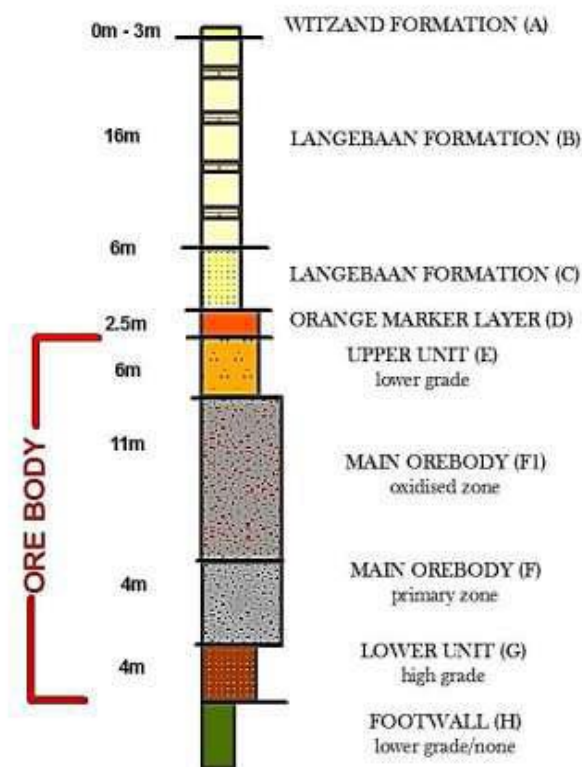 0m - 3m WITZAND FORMATION (A)
16m LANGEBAAN FORMATION (B)
6m
LANGEBAAN FORMATION (C)
2.5m ORANGE MARKER LAYER (D)
UPPER UNIT (E)
6m lower grade
11m
MAIN OREBODY (F1)
oxidised zone
MAIN OREBODY (F)
4m primary zone
LOWER UNIT (G)
4m high grade
FOOTWALL (H)
lower grade/none
ORE BODY